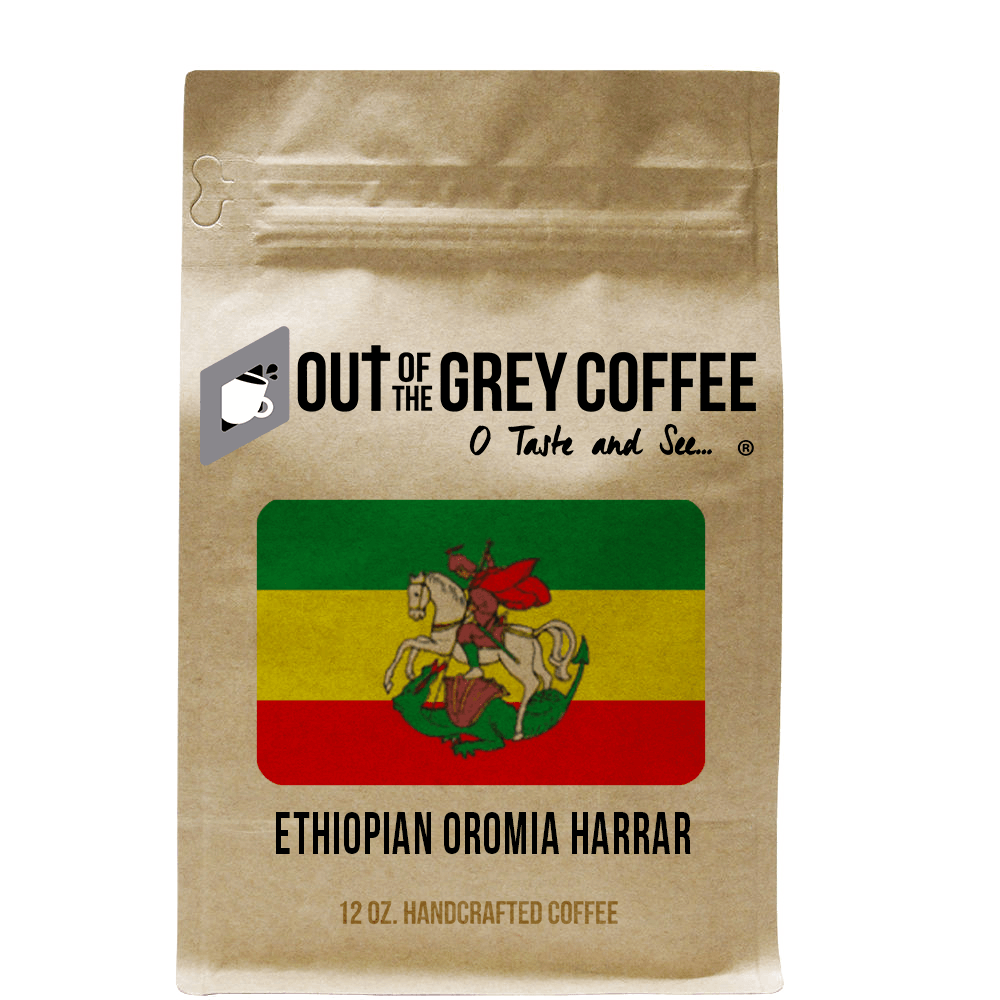 OUT OF THE GREY COFFEE
O Taste and See... ®
ETHIOPIAN OROMIA HARRAR
12 OZ. HANDCRAFTED COFFEE